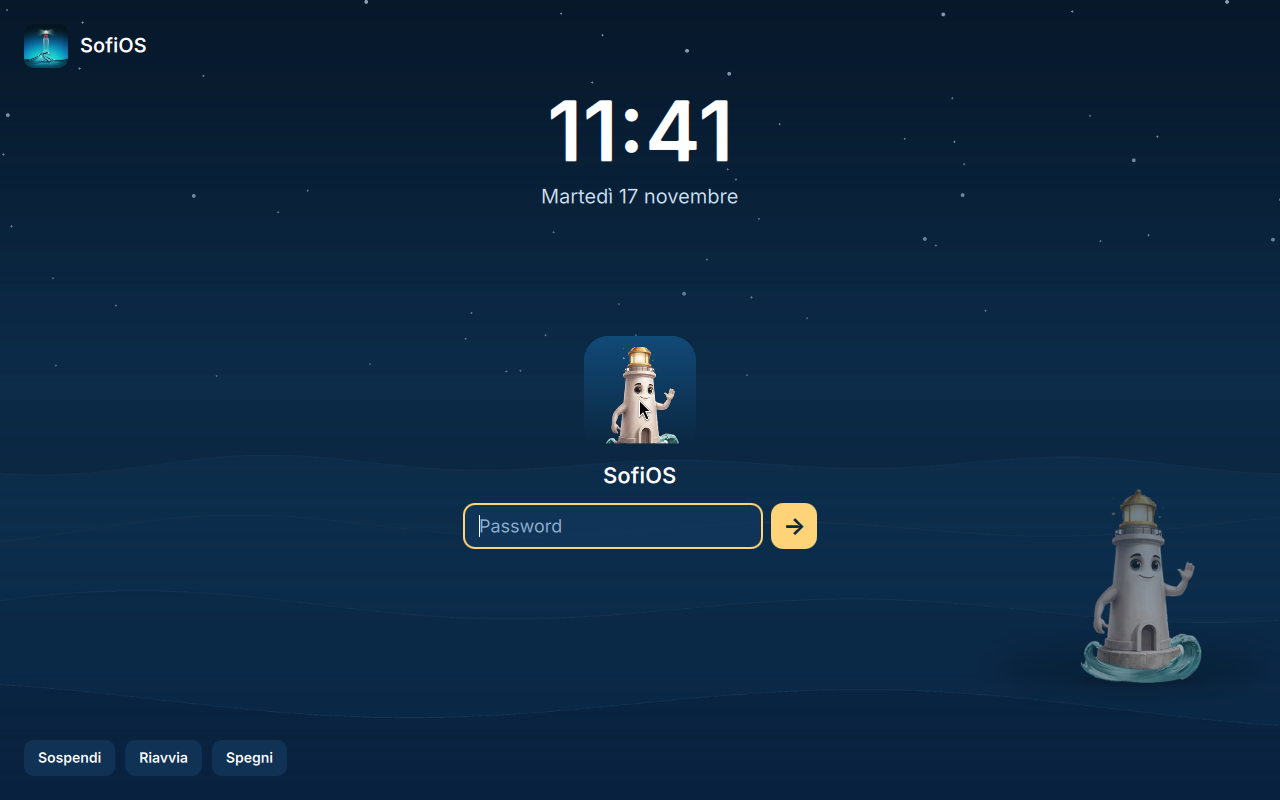 SofiOS
11:41
Martedì 17 novembre
SofiOS
Password
Sospendi
Riavvia
Spegni